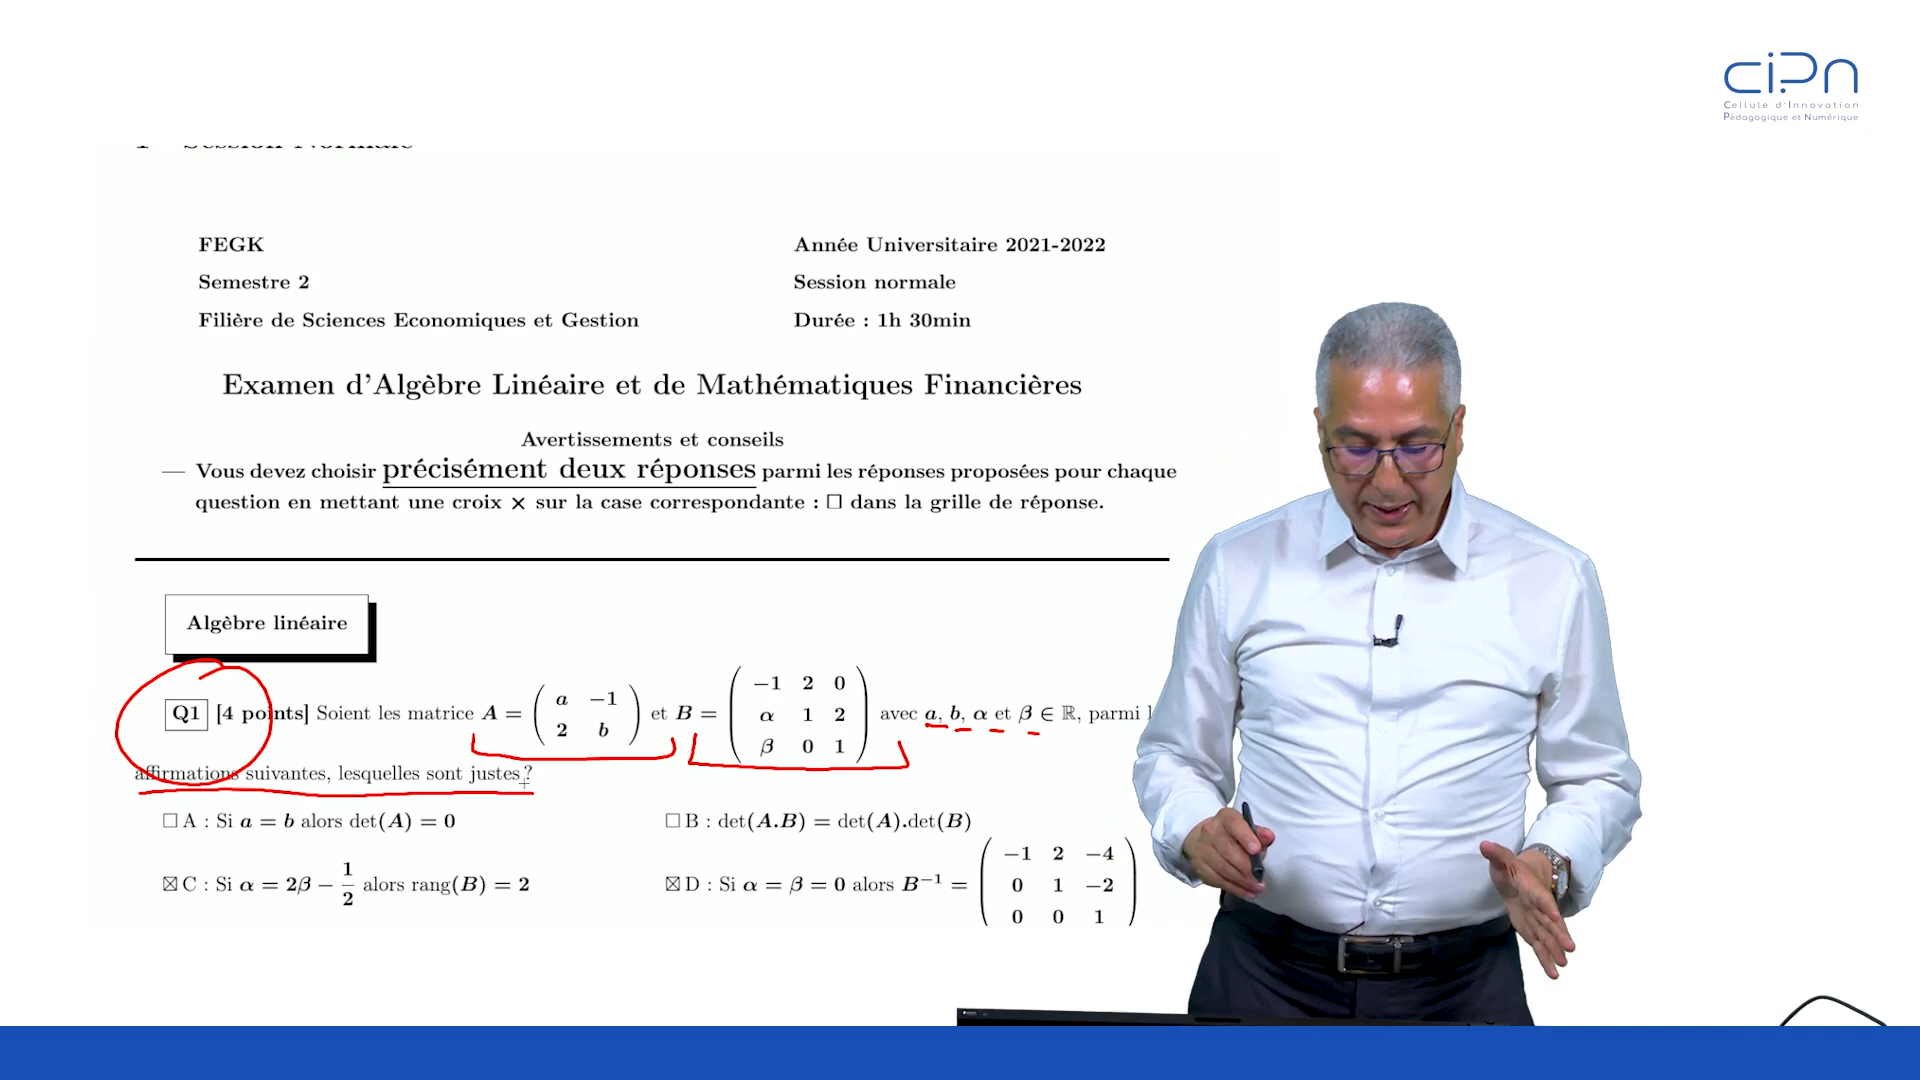 ciPn
Cellule d'Innovation
Pédagogique et Numérique
1 Session Normale
FEGK Année Universitaire 2021-2022
Semestre 2 Session normale
Filière de Sciences Economiques et Gestion Durée : 1h 30min
Examen d'Algèbre Linéaire et de Mathématiques Financières
Avertissements et conseils
— Vous devez choisir précisément deux réponses parmi les réponses proposées pour chaque
question en mettant une croix × sur la case correspondante : □ dans la grille de réponse.
Algèbre linéaire
Q1 [4 points] Soient les matrice A = ( a −1 ; 2 b ) et B = ( −1 2 0 ; α 1 2 ; β 0 1 ) avec a, b, α et β ∈ ℝ, parmi
affirmations suivantes, lesquelles sont justes ?
□ A : Si a = b alors det(A) = 0 □ B : det(A.B) = det(A).det(B)
☒ C : Si α = 2β − 1/2 alors rang(B) = 2 ☒ D : Si α = β = 0 alors B⁻¹ = ( −1 2 −4 ; 0 1 −2 ; 0 0 1 )